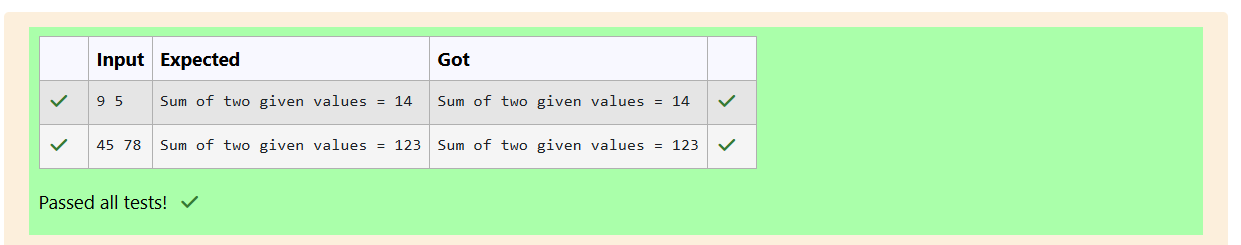 Input Expected Got
9 5 Sum of two given values = 14 Sum of two given values = 14
45 78 Sum of two given values = 123 Sum of two given values = 123
Passed all tests!